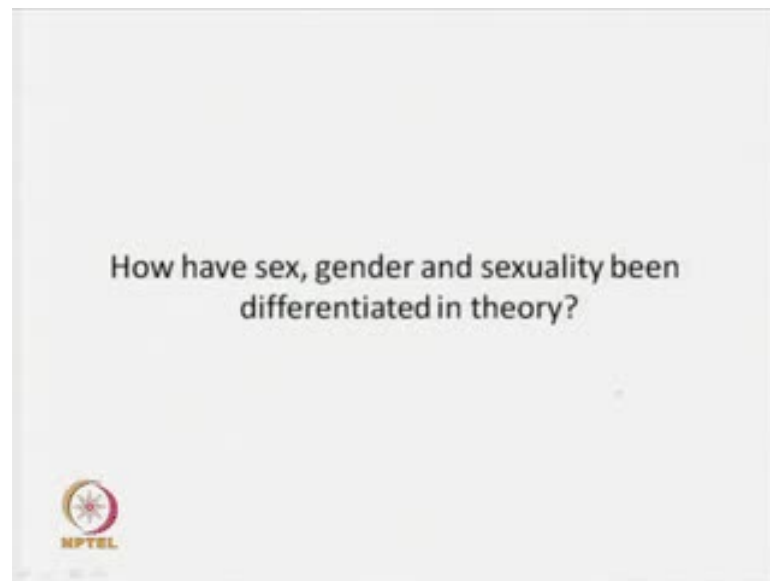 How have sex, gender and sexuality been
differentiated in theory?
NPTEL